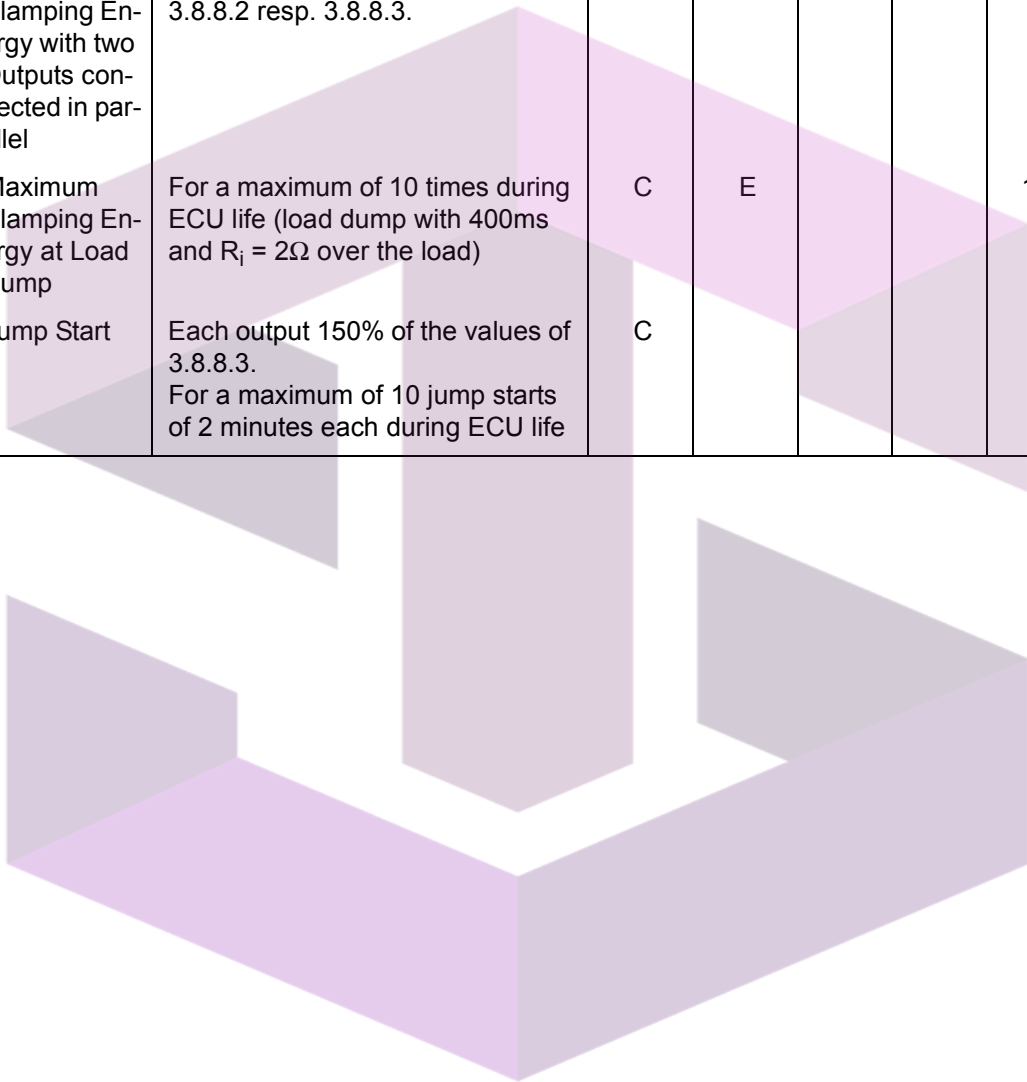 lamping En-
rgy with two
utputs con-
ected in par-
llel
3.8.8.2 resp. 3.8.8.3.
Maximum
lamping En-
rgy at Load
ump
For a maximum of 10 times during
ECU life (load dump with 400ms
and Ri = 2Ω over the load)
C
E
ump Start
Each output 150% of the values of
3.8.8.3.
For a maximum of 10 jump starts
of 2 minutes each during ECU life
C